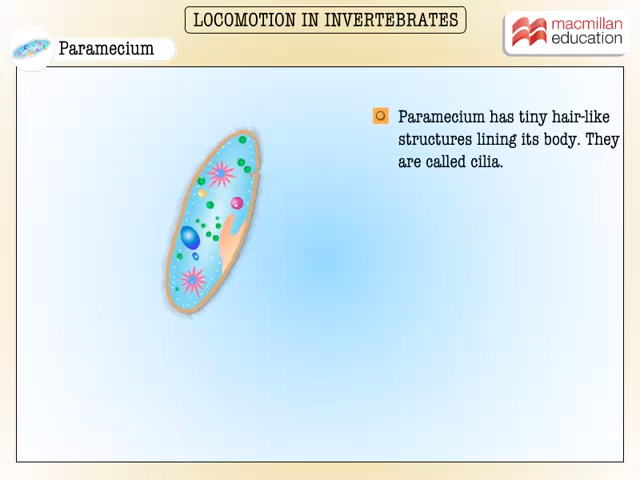 LOCOMOTION IN INVERTEBRATES
macmillan
education
Paramecium
Paramecium has tiny hair-like
structures lining its body. They
are called cilia.